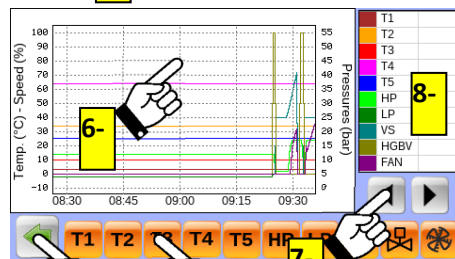 100 90 80 70 60 50 40 30 20 10 0 -10
Temp. (°C) - Speed (%)
6-
55 50 45 40 35 30 25 20 15 10 5 0
Pressures (bar)
08:30 08:45 09:00 09:15 09:30
T1
T2
T3
T4
T5
HP
LP
VS
HGBV
FAN
8-
T1 T2 T3 T4 T5 HP
7-